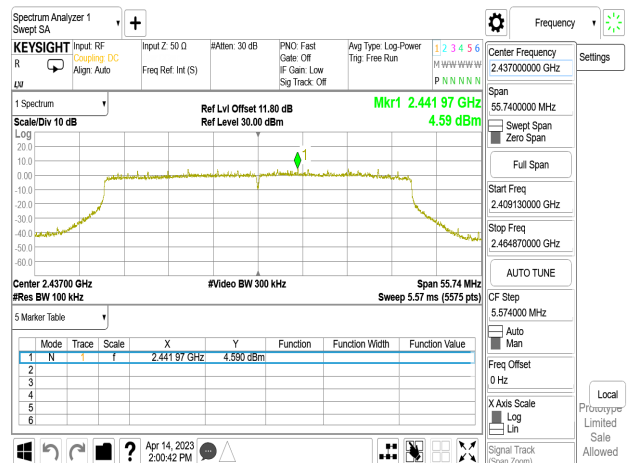 Spectrum Analyzer 1
Swept SA
Frequency
KEYSIGHT
R
LXI
Input: RF
Coupling: DC
Align: Auto
Input Z: 50 Ω
Freq Ref: Int (S)
#Atten: 30 dB
PNO: Fast
Gate: Off
IF Gain: Low
Sig Track: Off
Avg Type: Log-Power
Trig: Free Run
1 2 3 4 5 6
M W W W W W
P N N N N N
1 Spectrum
Scale/Div 10 dB
Ref Lvl Offset 11.80 dB
Ref Level 30.00 dBm
Mkr1 2.441 97 GHz
4.59 dBm
Log
20.0
10.0
0.00
-10.0
-20.0
-30.0
-40.0
-50.0
-60.0
1
Center 2.43700 GHz
#Res BW 100 kHz
#Video BW 300 kHz
Span 55.74 MHz
Sweep 5.57 ms (5575 pts)
5 Marker Table
Mode Trace Scale X Y Function Function Width Function Value
1 N 1 f 2.441 97 GHz 4.590 dBm
2
3
4
5
6
Apr 14, 2023
2:00:42 PM
Center Frequency
2.437000000 GHz
Settings
Span
55.7400000 MHz
Swept Span
Zero Span
Full Span
Start Freq
2.409130000 GHz
Stop Freq
2.464870000 GHz
AUTO TUNE
CF Step
5.574000 MHz
Auto
Man
Freq Offset
0 Hz
X Axis Scale
Log
Lin
Signal Track
(Span Zoom)
Local
Prototype
Limited
Sale
Allowed